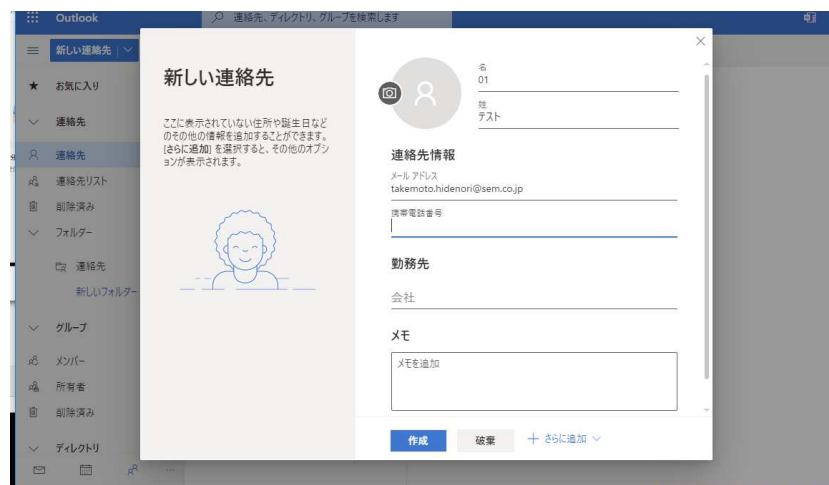 Outlook
連絡先、ディレクトリ、グループを検索します
新しい連絡先
お気に入り
連絡先
連絡先
連絡先リスト
削除済み
フォルダー
連絡先
新しいフォルダー
グループ
メンバー
所有者
削除済み
ディレクトリ
新しい連絡先
ここに表示されていない住所や誕生日など
のその他の情報を追加することができます。
[さらに追加] を選択すると、その他のオプシ
ョンが表示されます。
名
01
姓
テスト
連絡先情報
メール アドレス
takemoto.hidenori@sem.co.jp
携帯電話番号
勤務先
会社
メモ
メモを追加
作成
破棄
さらに追加